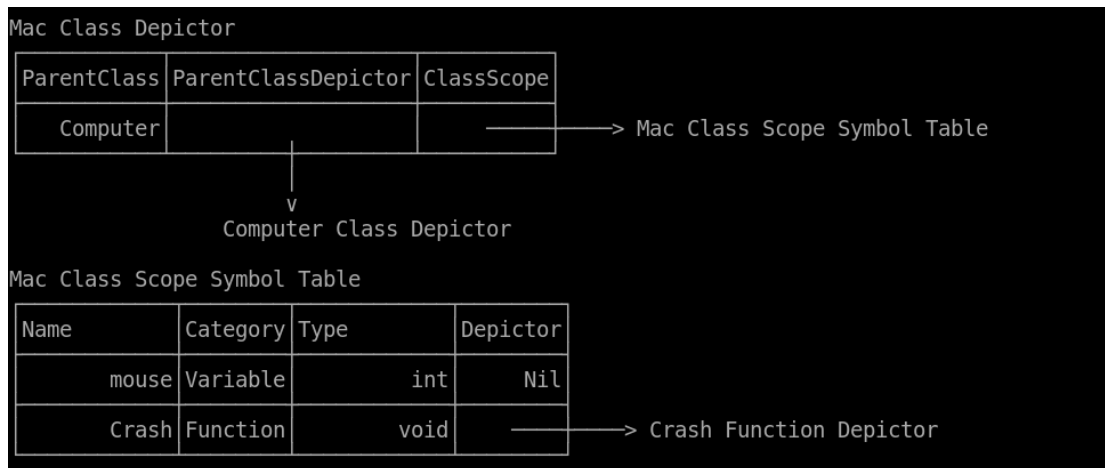 Mac Class Depictor
ParentClass ParentClassDepictor ClassScope
Computer ————> Mac Class Scope Symbol Table
v
Computer Class Depictor
Mac Class Scope Symbol Table
Name Category Type Depictor
mouse Variable int Nil
Crash Function void ————> Crash Function Depictor